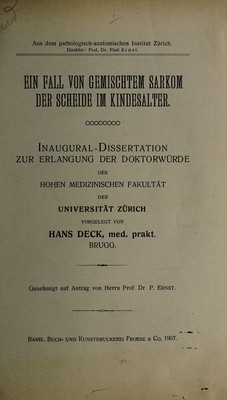 Aus dem pathologisch-anatomischen Institut Zürich
Direktor: Prof. Dr. Paul Ernst.
EIN FALL VON GEMISCHTEM SARKOM
DER SCHEIDE IM KINDESALTER.
INAUGURAL-DISSERTATION
ZUR ERLANGUNG DER DOKTORWÜRDE
DER
HOHEN MEDIZINISCHEN FAKULTÄT
DER
UNIVERSITÄT ZÜRICH
VORGELEGT VON
HANS DECK, med. prakt.
BRUGG.
Genehmigt auf Antrag von Herrn Prof. Dr. P. ERNST.
BASEL. BUCH- UND KUNSTDRUCKEREI FROBE & CO. 1907.